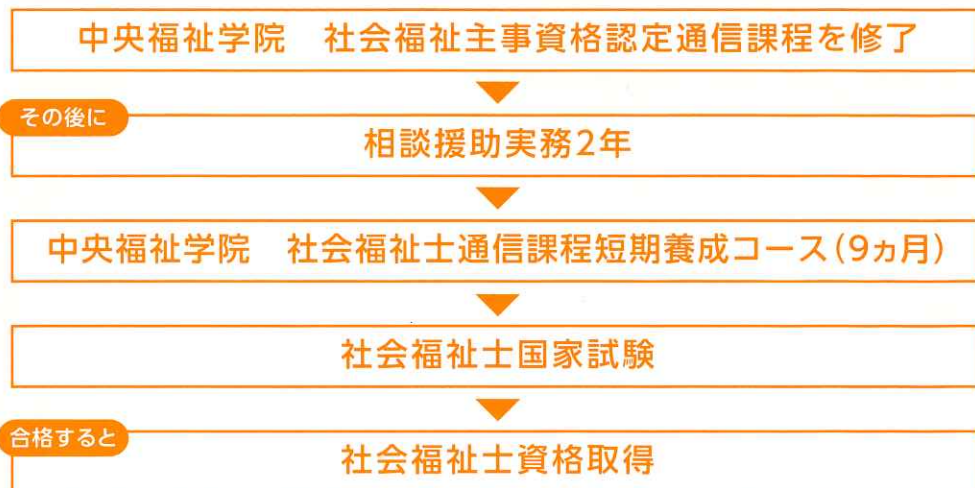 中央福祉学院　社会福祉主事資格認定通信課程を修了
その後に
相談援助実務2年
中央福祉学院　社会福祉士通信課程短期養成コース(9ヵ月)
社会福祉士国家試験
合格すると
社会福祉士資格取得